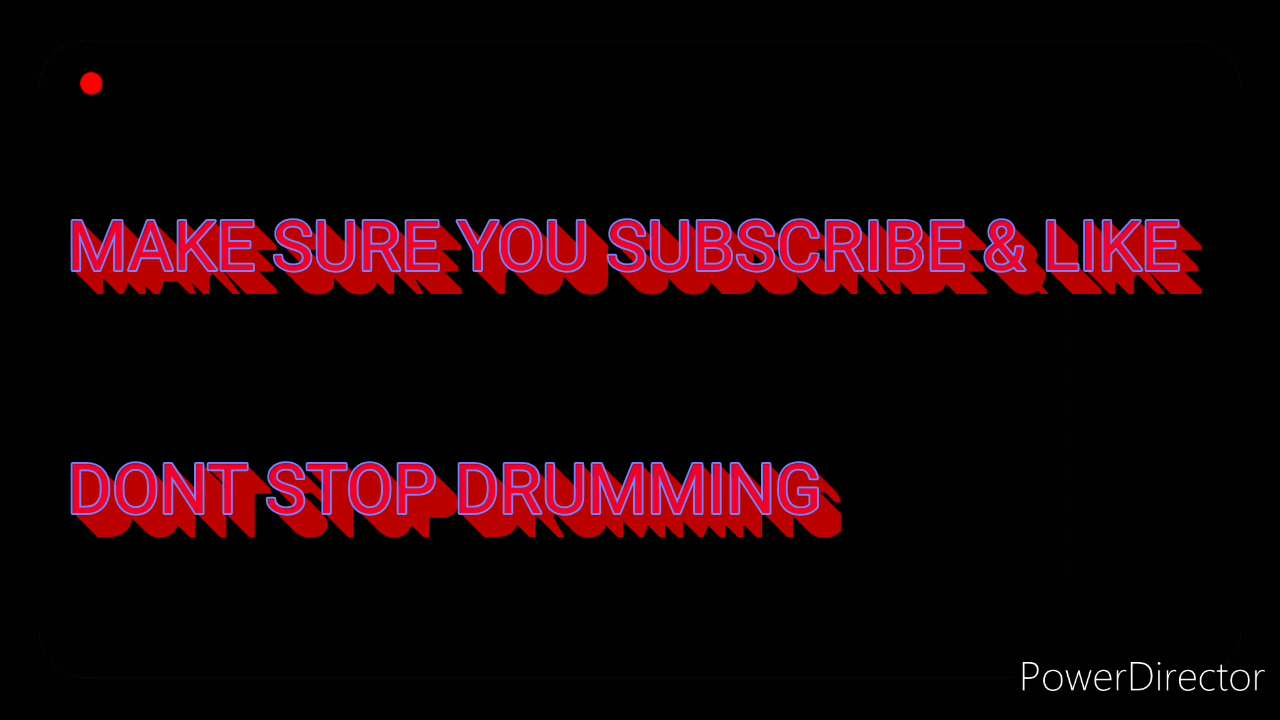 MAKE SURE YOU SUBSCRIBE & LIKE
DONT STOP DRUMMING
PowerDirector